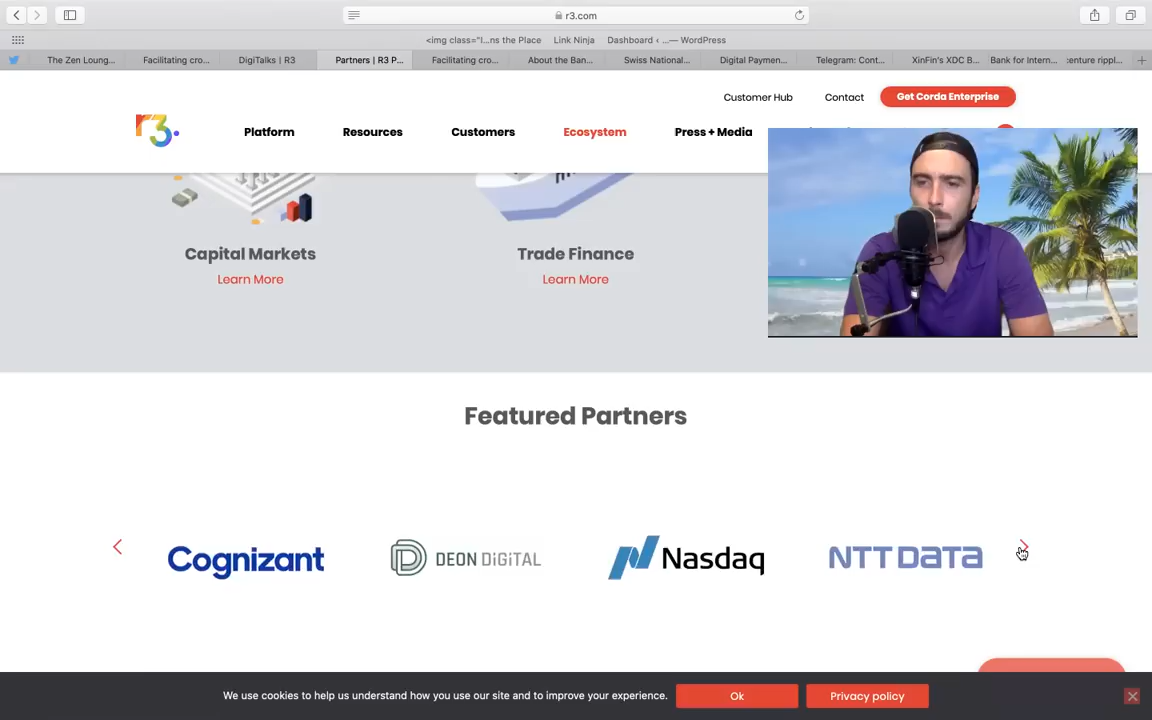 r3.com
<img class="l...ns the Place Link Ninja Dashboard ‹ ...— WordPress
The Zen Loung... Facilitating cro... DigiTalks | R3 Partners | R3 P... Facilitating cro... About the Ban... Swiss National... Digital Paymen... Telegram: Cont... XinFin's XDC B... Bank for Intern... :enture rippl...
Customer Hub Contact Get Corda Enterprise
r3.
Platform Resources Customers Ecosystem Press + Media
Capital Markets Trade Finance
Learn More Learn More
Featured Partners
Cognizant DEON DIGITAL Nasdaq NTT DATA
We use cookies to help us understand how you use our site and to improve your experience. Ok Privacy policy